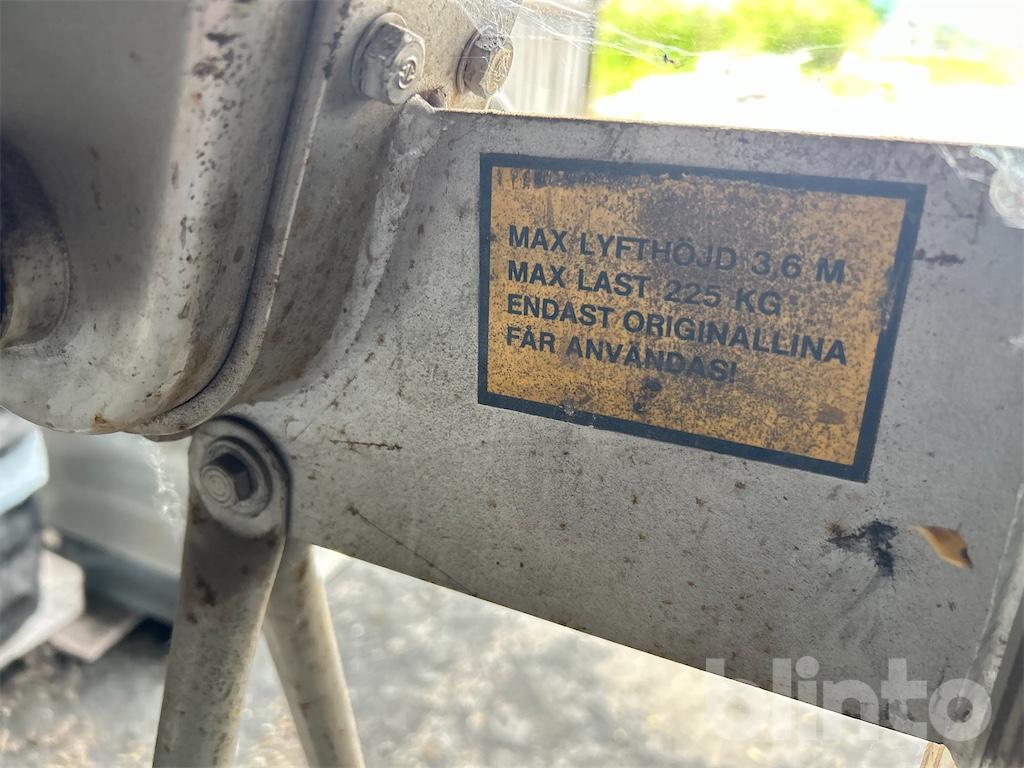 MAX LYFTHÖJD 3,6 M
MAX LAST 225 KG
ENDAST ORIGINALLINA
FÅR ANVÄNDAS!
blinto